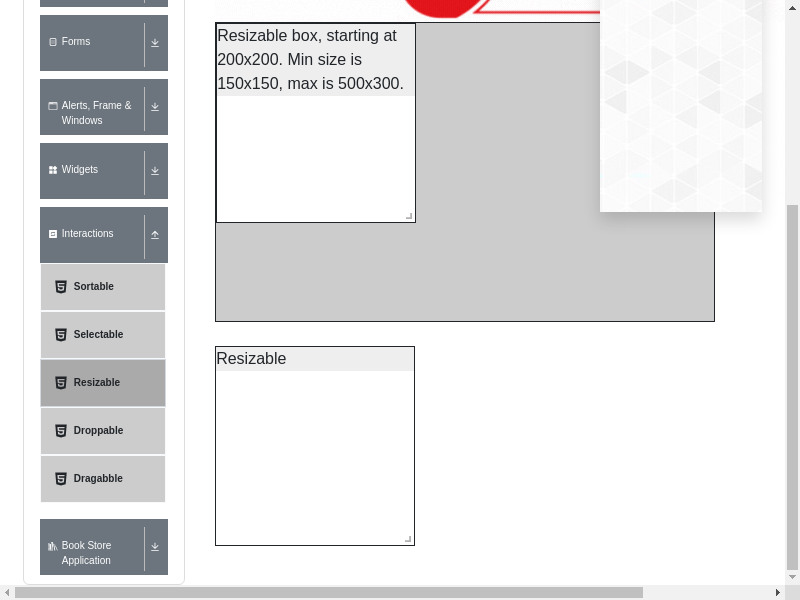 Forms
Alerts, Frame &
Windows
Widgets
Interactions
Sortable
Selectable
Resizable
Droppable
Dragabble
Book Store
Application
Resizable box, starting at
200x200. Min size is
150x150, max is 500x300.
Resizable